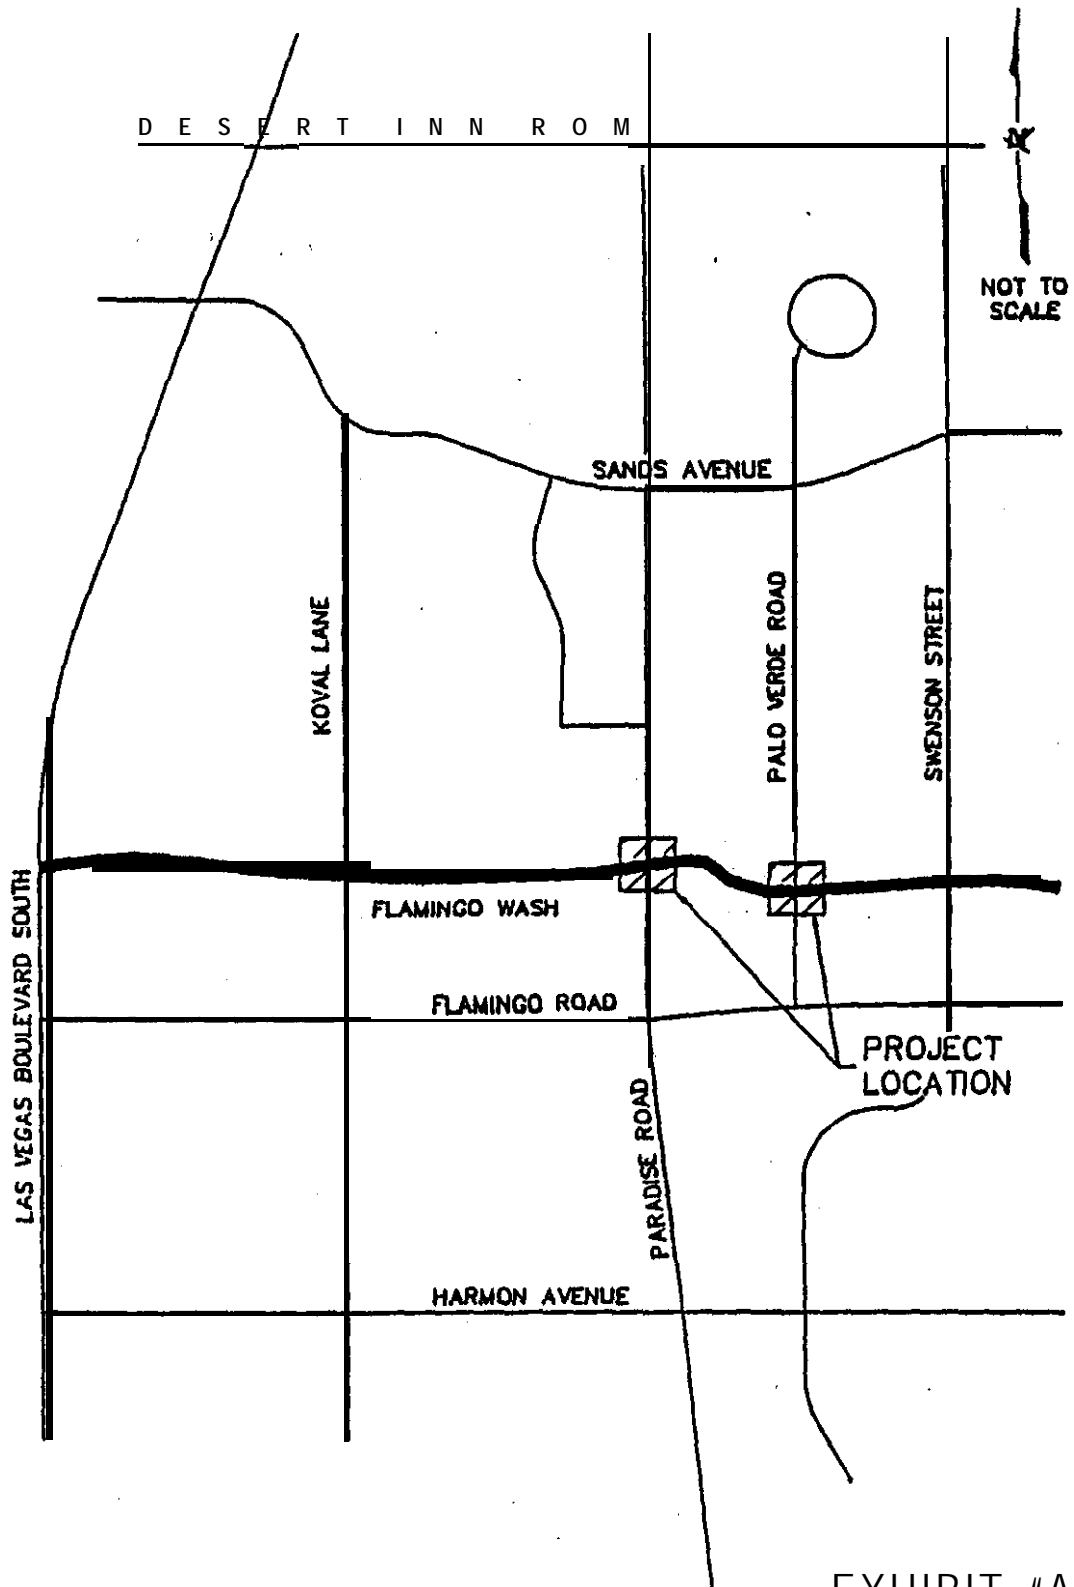 DESERT INN ROM
NOT TO
SCALE
SANDS AVENUE
KOVAL LANE
PALO VERDE ROAD
SWENSON STREET
FLAMINGO WASH
LAS VEGAS BOULEVARD SOUTH
FLAMINGO ROAD
PROJECT
LOCATION
PARADISE ROAD
HARMON AVENUE
EXHIBIT "A